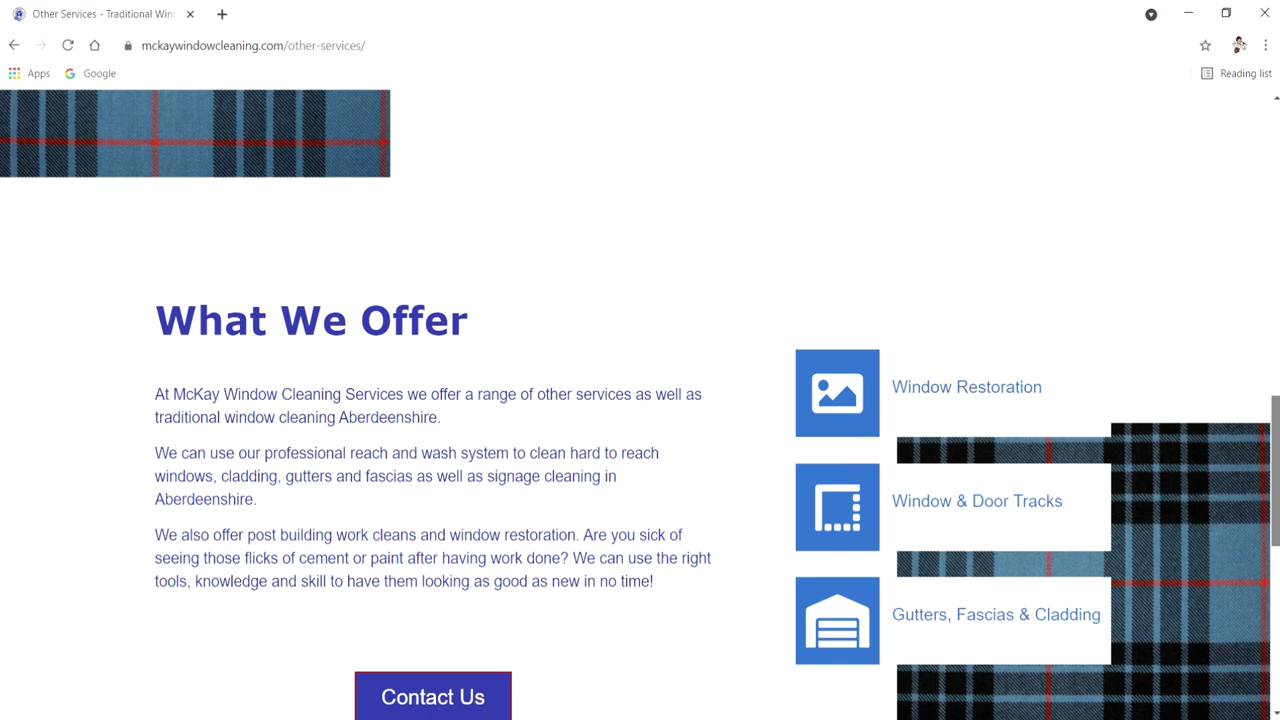 Other Services - Traditional Win
mckaywindowcleaning.com/other-services/
Apps
Google
Reading list
What We Offer
At McKay Window Cleaning Services we offer a range of other services as well as
traditional window cleaning Aberdeenshire.
We can use our professional reach and wash system to clean hard to reach
windows, cladding, gutters and fascias as well as signage cleaning in
Aberdeenshire.
We also offer post building work cleans and window restoration. Are you sick of
seeing those flicks of cement or paint after having work done? We can use the right
tools, knowledge and skill to have them looking as good as new in no time!
Contact Us
Window Restoration
Window & Door Tracks
Gutters, Fascias & Cladding